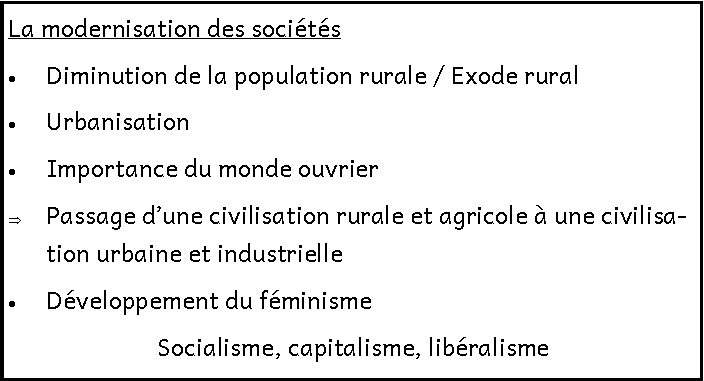 La modernisation des sociétés
• Diminution de la population rurale / Exode rural
• Urbanisation
• Importance du monde ouvrier
⇒ Passage d’une civilisation rurale et agricole à une civilisa-
tion urbaine et industrielle
• Développement du féminisme
Socialisme, capitalisme, libéralisme